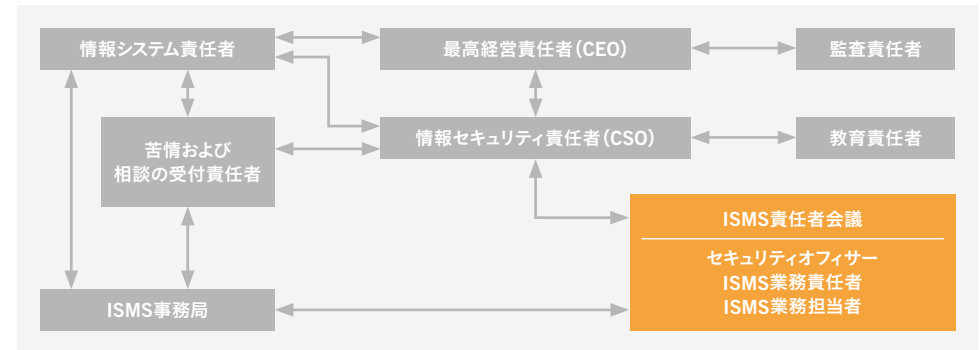 情報システム責任者
最高経営責任者(CEO)
監査責任者
苦情および
相談の受付責任者
情報セキュリティ責任者(CSO)
教育責任者
ISMS責任者会議
セキュリティオフィサー
ISMS業務責任者
ISMS業務担当者
ISMS事務局